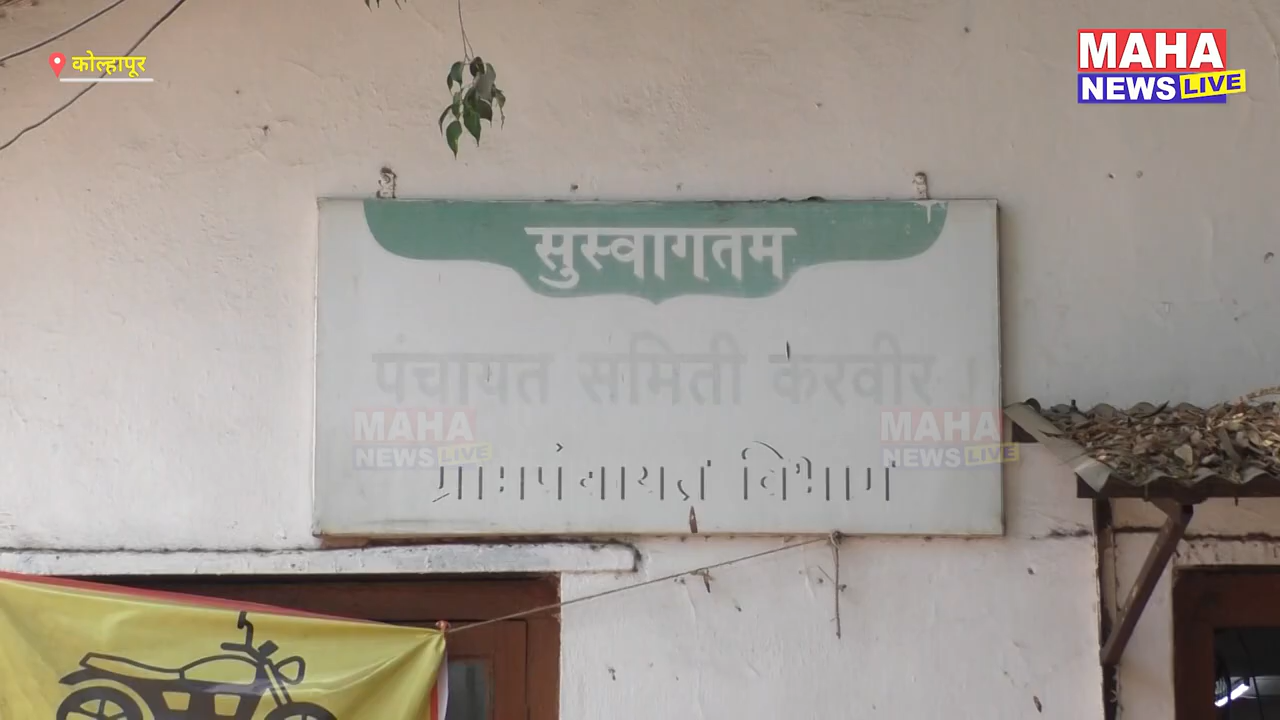 कोल्हापूर
MAHA
NEWS LIVE
सुस्वागतम
पंचायत समिती करवीर !
MAHA
NEWS LIVE
MAHA
NEWS LIVE
ग्रामपंचायत विभाग